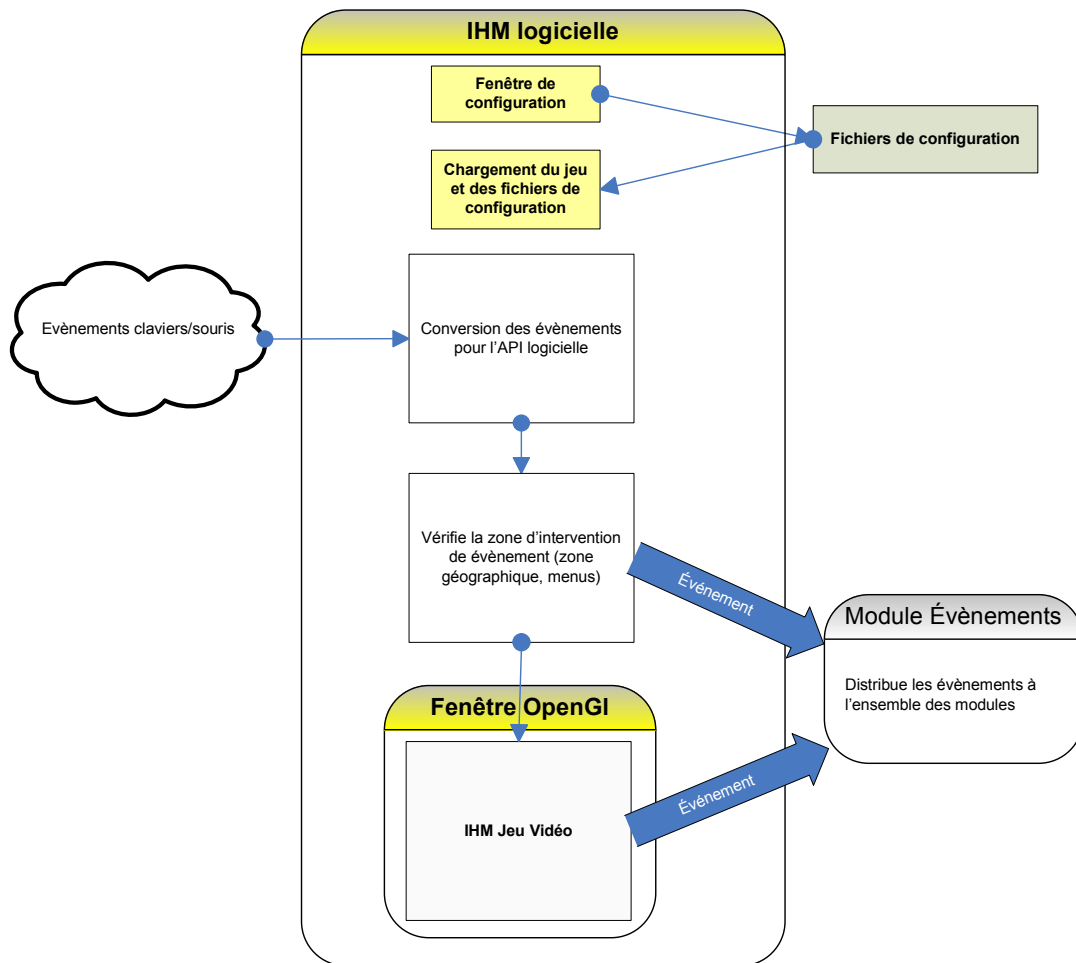 IHM logicielle
Fenêtre de
configuration
Fichiers de configuration
Chargement du jeu
et des fichiers de
configuration
Evènements claviers/souris
Conversion des évènements
pour l'API logicielle
Vérifie la zone d'intervention
de évènement (zone
géographique, menus)
Événement
Module Évènements
Distribue les évènements à
l'ensemble des modules
Fenêtre OpenGl
IHM Jeu Vidéo
Événement